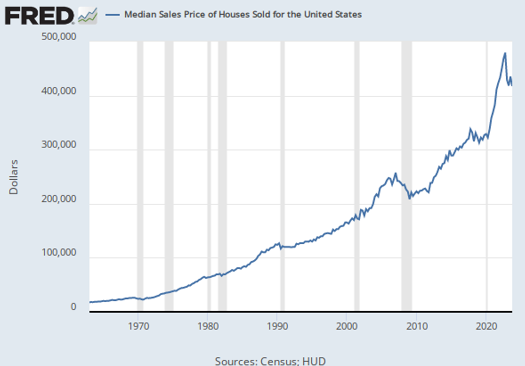 FRED
Median Sales Price of Houses Sold for the United States
500,000
400,000
300,000
200,000
100,000
0
Dollars
1970 1980 1990 2000 2010 2020
Sources: Census; HUD